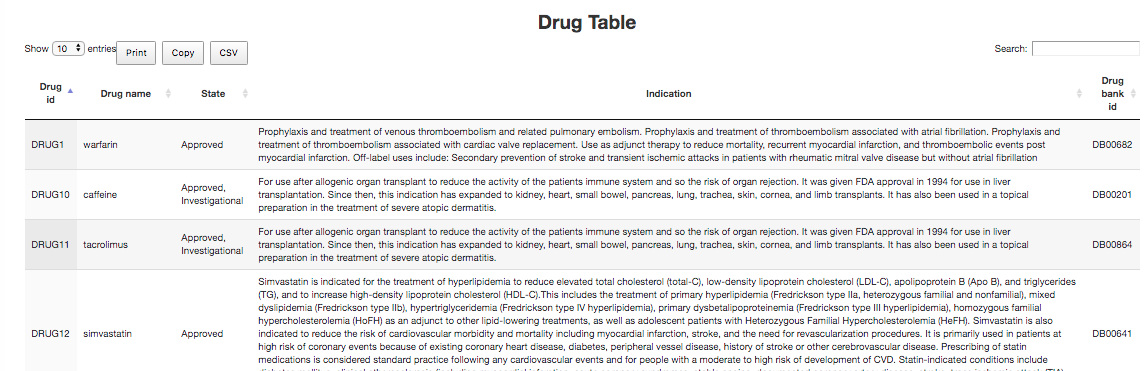 Drug Table
Show 10 entries Print Copy CSV Search:
Drug id Drug name State Indication Drug bank id
DRUG1 warfarin Approved Prophylaxis and treatment of venous thromboembolism and related pulmonary embolism. Prophylaxis and treatment of thromboembolism associated with atrial fibrillation. Prophylaxis and
treatment of thromboembolism associated with cardiac valve replacement. Use as adjunct therapy to reduce mortality, recurrent myocardial infarction, and thromboembolic events post
myocardial infarction. Off-label uses include: Secondary prevention of stroke and transient ischemic attacks in patients with rheumatic mitral valve disease but without atrial fibrillation
DB00682
DRUG10 caffeine Approved, Investigational
For use after allogenic organ transplant to reduce the activity of the patients immune system and so the risk of organ rejection. It was given FDA approval in 1994 for use in liver
transplantation. Since then, this indication has expanded to kidney, heart, small bowel, pancreas, lung, trachea, skin, cornea, and limb transplants. It has also been used in a topical
preparation in the treatment of severe atopic dermatitis.
DB00201
DRUG11 tacrolimus Approved, Investigational
For use after allogenic organ transplant to reduce the activity of the patients immune system and so the risk of organ rejection. It was given FDA approval in 1994 for use in liver
transplantation. Since then, this indication has expanded to kidney, heart, small bowel, pancreas, lung, trachea, skin, cornea, and limb transplants. It has also been used in a topical
preparation in the treatment of severe atopic dermatitis.
DB00864
DRUG12 simvastatin Approved
Simvastatin is indicated for the treatment of hyperlipidemia to reduce elevated total cholesterol (total-C), low-density lipoprotein cholesterol (LDL-C), apolipoprotein B (Apo B), and triglycerides
(TG), and to increase high-density lipoprotein cholesterol (HDL-C).This includes the treatment of primary hyperlipidemia (Fredrickson type IIa, heterozygous familial and nonfamilial), mixed
dyslipidemia (Fredrickson type IIb), hypertriglyceridemia (Fredrickson type IV hyperlipidemia), primary dysbetalipoproteinemia (Fredrickson type III hyperlipidemia), homozygous familial
hypercholesterolemia (HoFH) as an adjunct to other lipid-lowering treatments, as well as adolescent patients with Heterozygous Familial Hypercholesterolemia (HeFH). Simvastatin is also
indicated to reduce the risk of cardiovascular morbidity and mortality including myocardial infarction, stroke, and the need for revascularization procedures. It is primarily used in patients at
high risk of coronary events because of existing coronary heart disease, diabetes, peripheral vessel disease, history of stroke or other cerebrovascular disease. Prescribing of statin
medications is considered standard practice following any cardiovascular events and for people with a moderate to high risk of development of CVD. Statin-indicated conditions include
DB00641